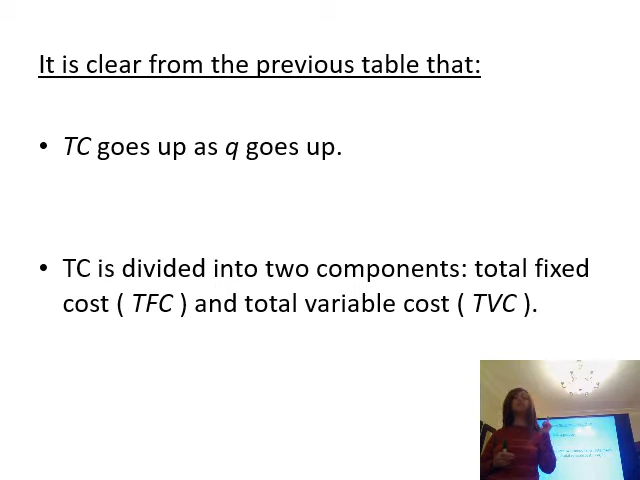 It is clear from the previous table that:
• TC goes up as q goes up.
• TC is divided into two components: total fixed
cost ( TFC ) and total variable cost ( TVC ).